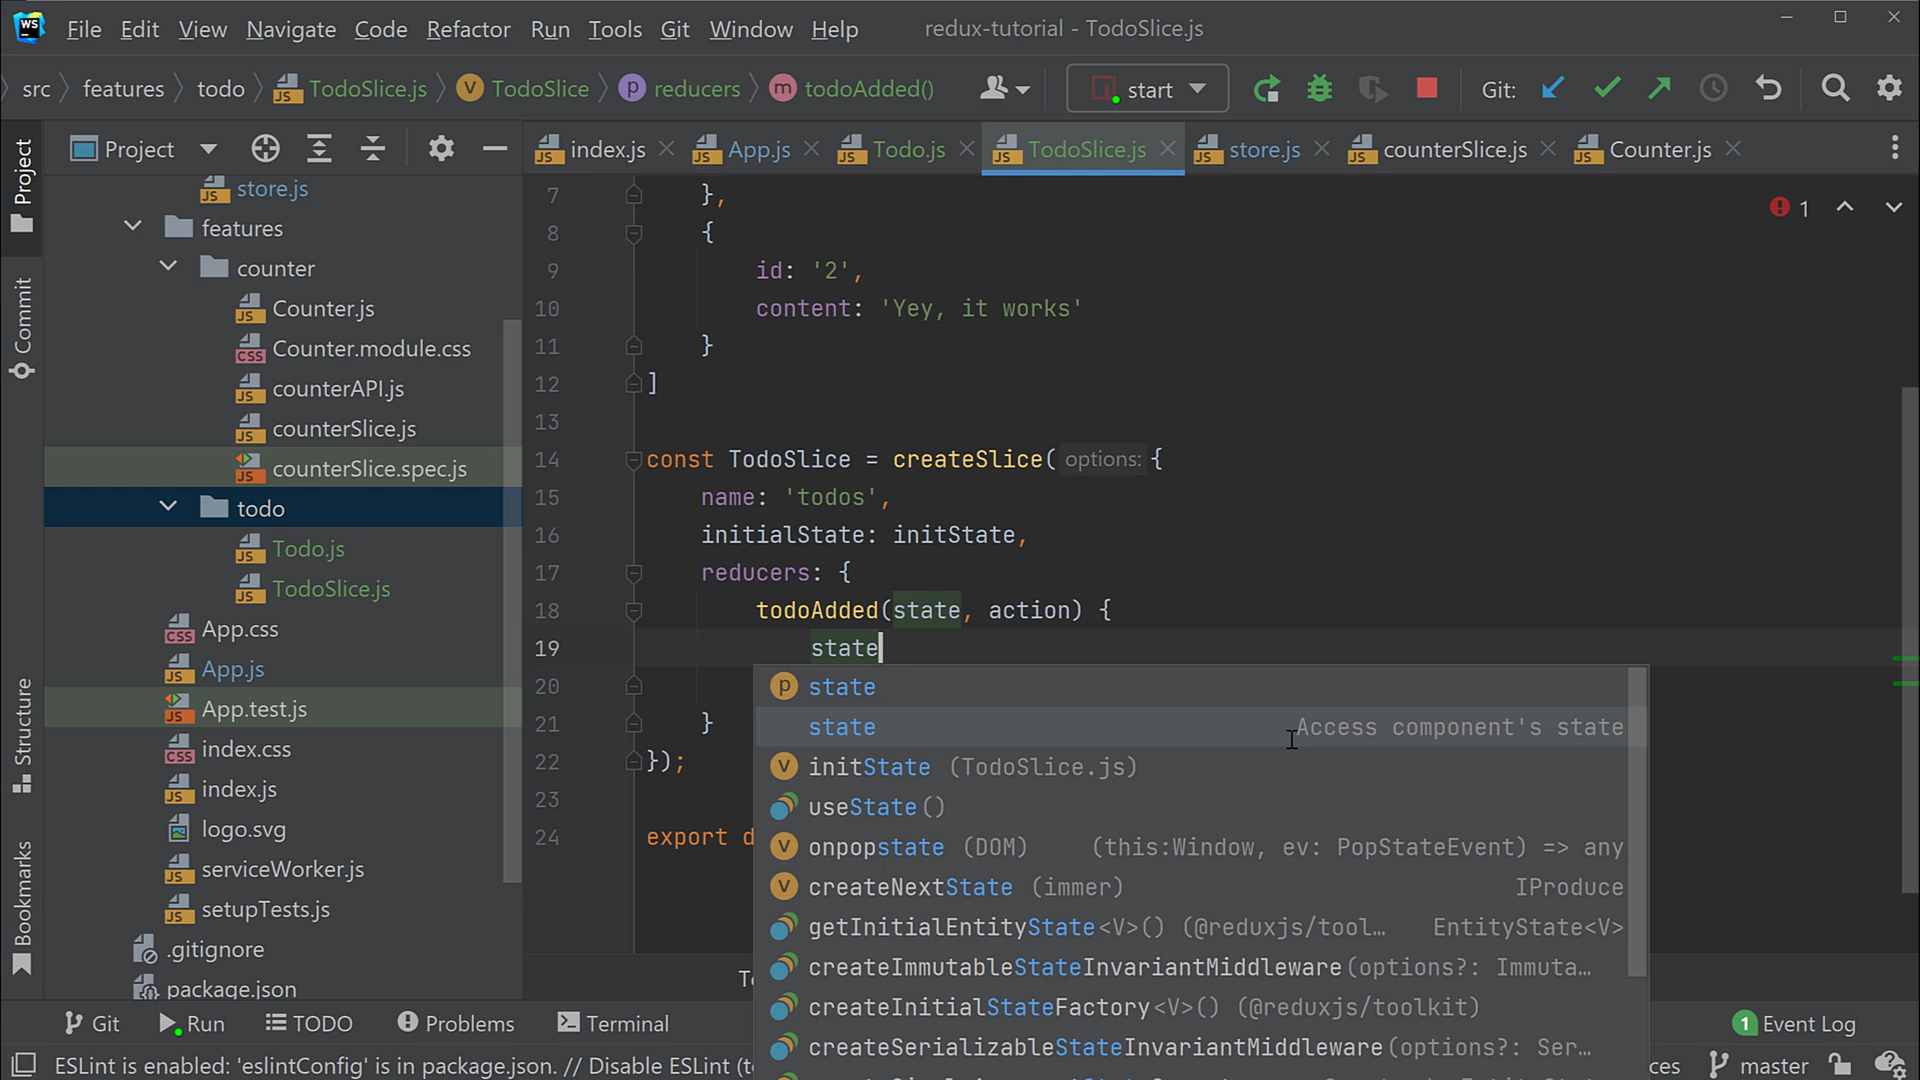 WS File Edit View Navigate Code Refactor Run Tools Git Window Help redux-tutorial - TodoSlice.js
src features todo TodoSlice.js TodoSlice reducers todoAdded() start Git:
Project
index.js App.js Todo.js TodoSlice.js store.js counterSlice.js Counter.js
Project
Commit
Structure
Bookmarks
store.js
features
counter
Counter.js
Counter.module.css
counterAPI.js
counterSlice.js
counterSlice.spec.js
todo
Todo.js
TodoSlice.js
App.css
App.js
App.test.js
index.css
index.js
logo.svg
serviceWorker.js
setupTests.js
.gitignore
package.json
1
7 },
8 {
9 id: '2',
10 content: 'Yey, it works'
11 }
12 ]
13
14 const TodoSlice = createSlice( options: {
15 name: 'todos',
16 initialState: initState,
17 reducers: {
18 todoAdded(state, action) {
19 state
20
21 }
22 });
23
24 export d
state
state Access component's state
initState (TodoSlice.js)
useState()
onpopstate (DOM) (this:Window, ev: PopStateEvent) => any
createNextState (immer) IProduce
getInitialEntityState<V>() (@reduxjs/tool… EntityState<V>
createImmutableStateInvariantMiddleware(options?: Immuta…
createInitialStateFactory<V>() (@reduxjs/toolkit)
createSerializableStateInvariantMiddleware(options?: Ser…
Git Run TODO Problems Terminal 1 Event Log
ESLint is enabled: 'eslintConfig' is in package.json. // Disable ESLint (t ces master